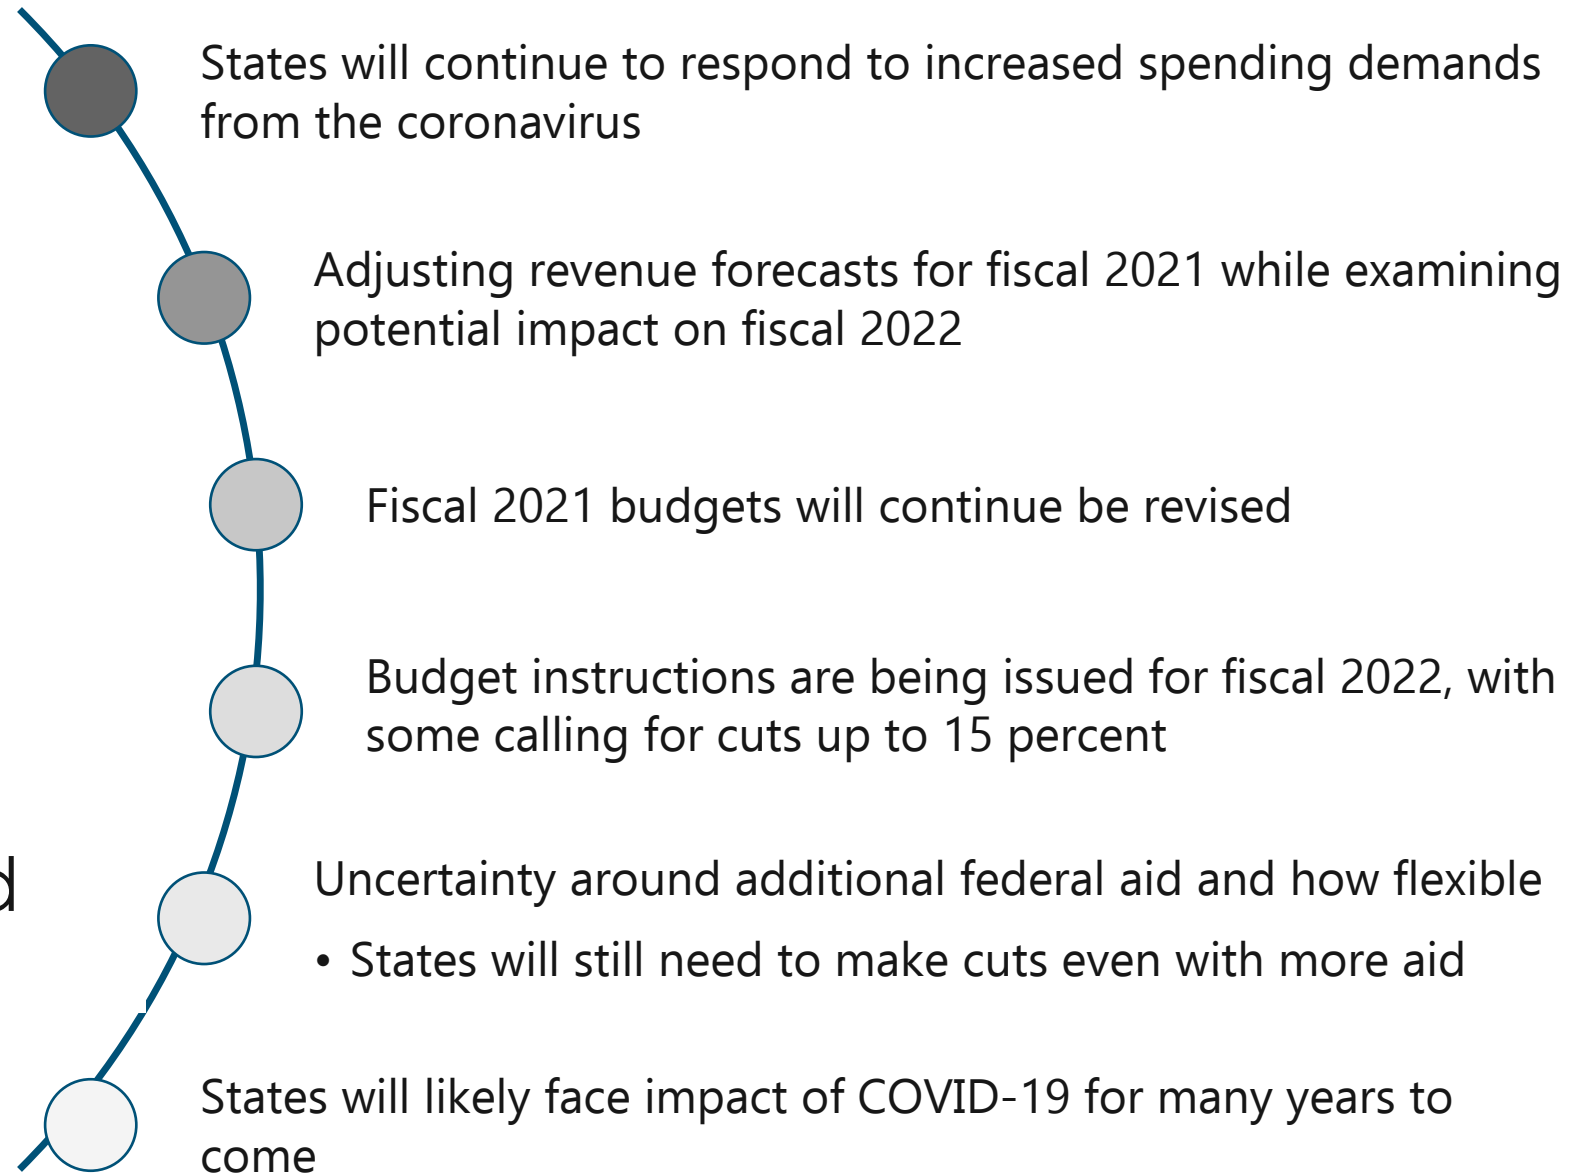 States will continue to respond to increased spending demands
from the coronavirus
Adjusting revenue forecasts for fiscal 2021 while examining
potential impact on fiscal 2022
Fiscal 2021 budgets will continue be revised
Budget instructions are being issued for fiscal 2022, with
some calling for cuts up to 15 percent
Uncertainty around additional federal aid and how flexible
• States will still need to make cuts even with more aid
States will likely face impact of COVID-19 for many years to
come